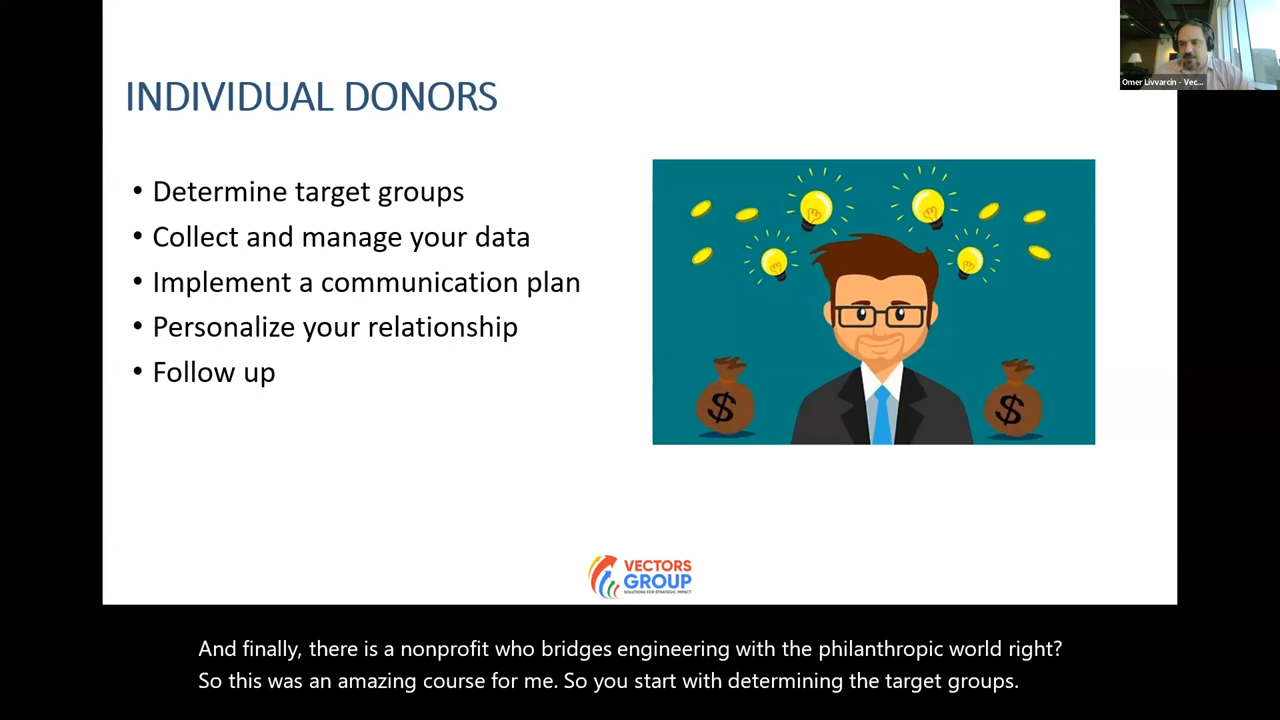 Omer Livvarcin - Vec...
INDIVIDUAL DONORS
• Determine target groups
• Collect and manage your data
• Implement a communication plan
• Personalize your relationship
• Follow up
$
$
VECTORS
GROUP
SOLUTIONS FOR STRATEGIC IMPACT
And finally, there is a nonprofit who bridges engineering with the philanthropic world right?
So this was an amazing course for me. So you start with determining the target groups.